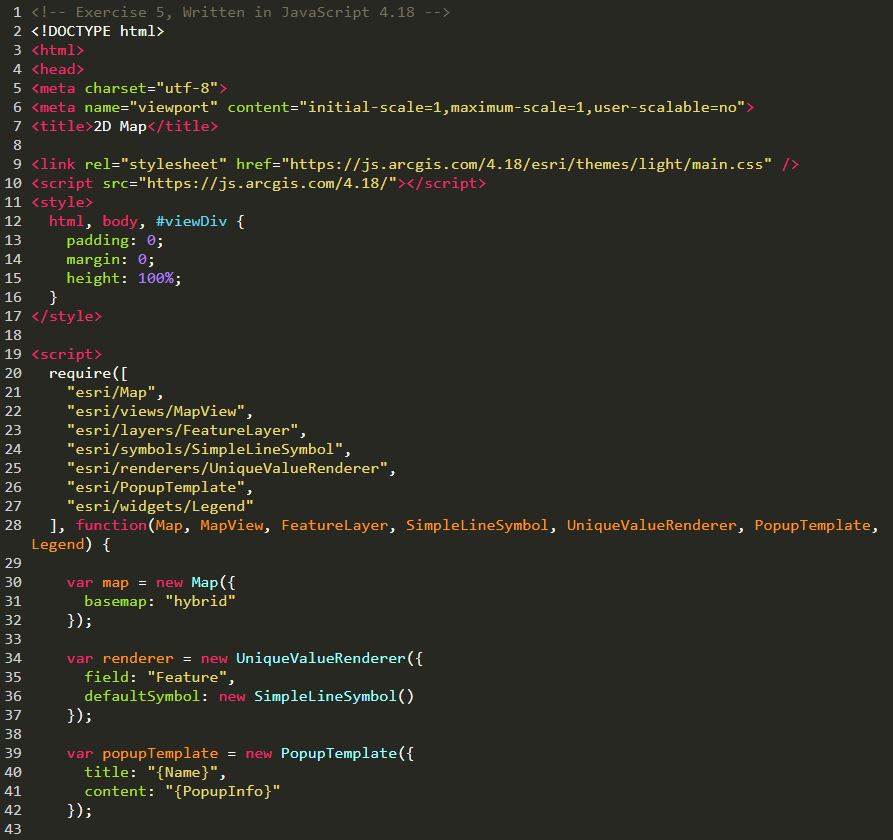 1 <!-- Exercise 5, Written in JavaScript 4.18 -->
2 <!DOCTYPE html>
3 <html>
4 <head>
5 <meta charset="utf-8">
6 <meta name="viewport" content="initial-scale=1,maximum-scale=1,user-scalable=no">
7 <title>2D Map</title>
8
9 <link rel="stylesheet" href="https://js.arcgis.com/4.18/esri/themes/light/main.css" />
10 <script src="https://js.arcgis.com/4.18/"></script>
11 <style>
12   html, body, #viewDiv {
13     padding: 0;
14     margin: 0;
15     height: 100%;
16   }
17 </style>
18
19 <script>
20   require([
21     "esri/Map",
22     "esri/views/MapView",
23     "esri/layers/FeatureLayer",
24     "esri/symbols/SimpleLineSymbol",
25     "esri/renderers/UniqueValueRenderer",
26     "esri/PopupTemplate",
27     "esri/widgets/Legend"
28   ], function(Map, MapView, FeatureLayer, SimpleLineSymbol, UniqueValueRenderer, PopupTemplate,
Legend) {
29
30     var map = new Map({
31       basemap: "hybrid"
32     });
33
34     var renderer = new UniqueValueRenderer({
35       field: "Feature",
36       defaultSymbol: new SimpleLineSymbol()
37     });
38
39     var popupTemplate = new PopupTemplate({
40       title: "{Name}",
41       content: "{PopupInfo}"
42     });
43